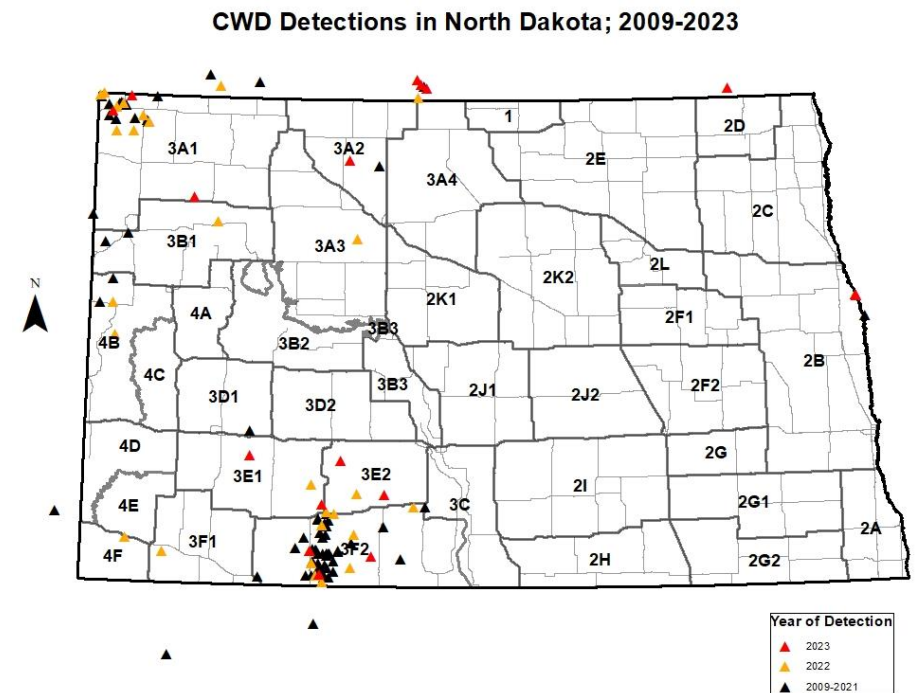 CWD Detections in North Dakota; 2009-2023
1
2D
3A2
3A1
2E
3A4
2C
3B1
3A3
2L
2K2
2K1
4A
2F1
3B3
4B
3B2
2B
4C
3B3
2F2
3D1
2J1
2J2
3D2
4D
2G
3E1
3E2
2I
4E
3C
2G1
2A
3F1
3F2
4F
2H
2G2
N
Year of Detection
2023
2022
2009-2021